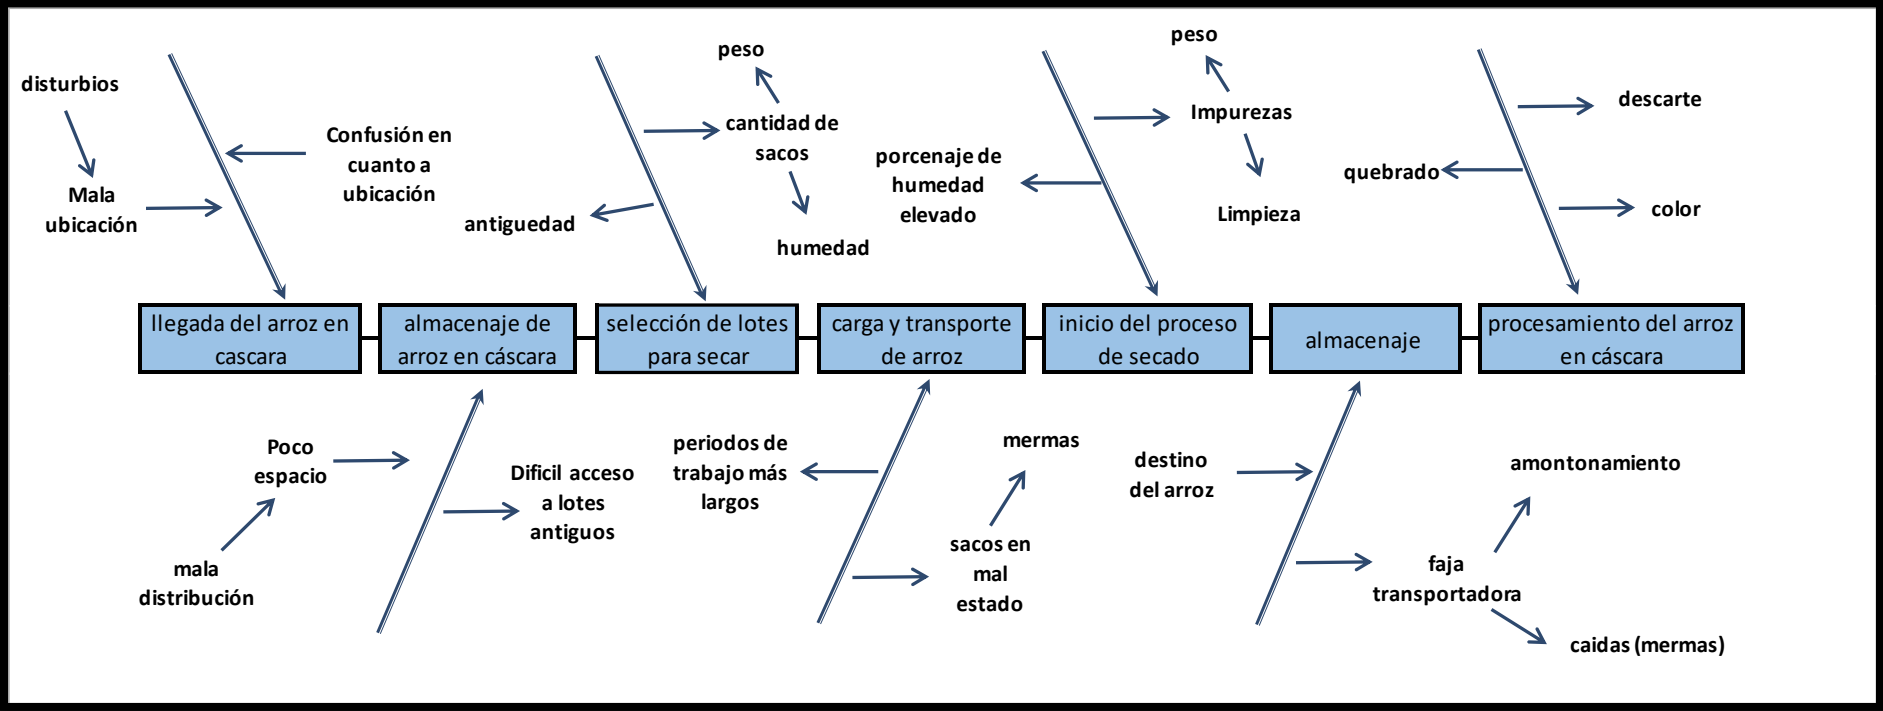 disturbios
Mala
ubicación
Confusión en
cuanto a
ubicación
peso
cantidad de
sacos
antiguedad
humedad
peso
Impurezas
porcenaje de
humedad
elevado
Limpieza
descarte
quebrado
color
llegada del arroz en
cascara
almacenaje de
arroz en cáscara
selección de lotes
para secar
carga y transporte
de arroz
inicio del proceso
de secado
almacenaje
procesamiento del arroz
en cáscara
Poco
espacio
mala
distribución
Dificil acceso
a lotes
antiguos
periodos de
trabajo más
largos
mermas
sacos en
mal
estado
destino
del arroz
amontonamiento
faja
transportadora
caidas (mermas)